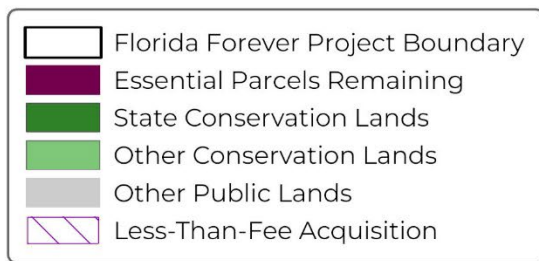 Florida Forever Project Boundary
Essential Parcels Remaining
State Conservation Lands
Other Conservation Lands
Other Public Lands
Less-Than-Fee Acquisition